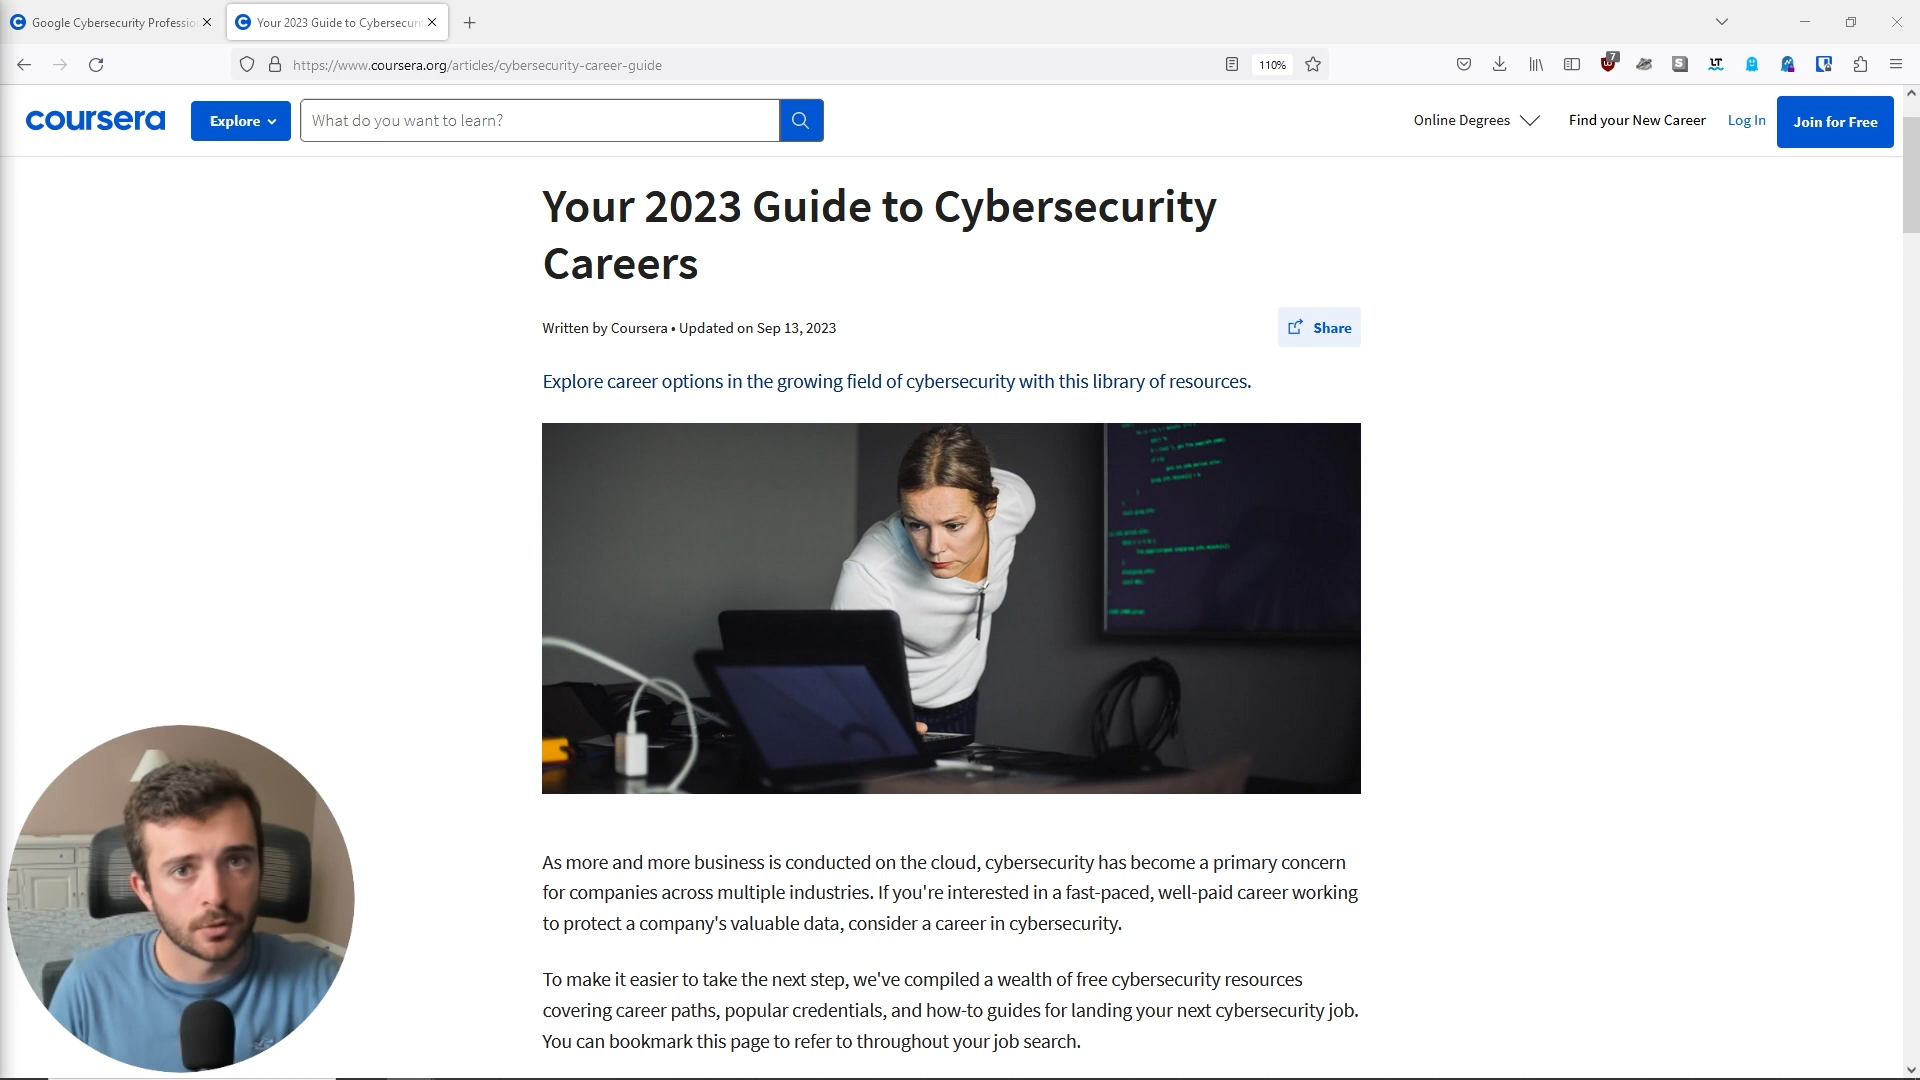 Google Cybersecurity Professio
Your 2023 Guide to Cybersecuri
https://www.coursera.org/articles/cybersecurity-career-guide
110%
7
coursera
Explore
What do you want to learn?
Online Degrees
Find your New Career
Log In
Join for Free
Your 2023 Guide to Cybersecurity
Careers
Written by Coursera • Updated on Sep 13, 2023
Share
Explore career options in the growing field of cybersecurity with this library of resources.
As more and more business is conducted on the cloud, cybersecurity has become a primary concern
for companies across multiple industries. If you're interested in a fast-paced, well-paid career working
to protect a company's valuable data, consider a career in cybersecurity.
To make it easier to take the next step, we've compiled a wealth of free cybersecurity resources
covering career paths, popular credentials, and how-to guides for landing your next cybersecurity job.
You can bookmark this page to refer to throughout your job search.